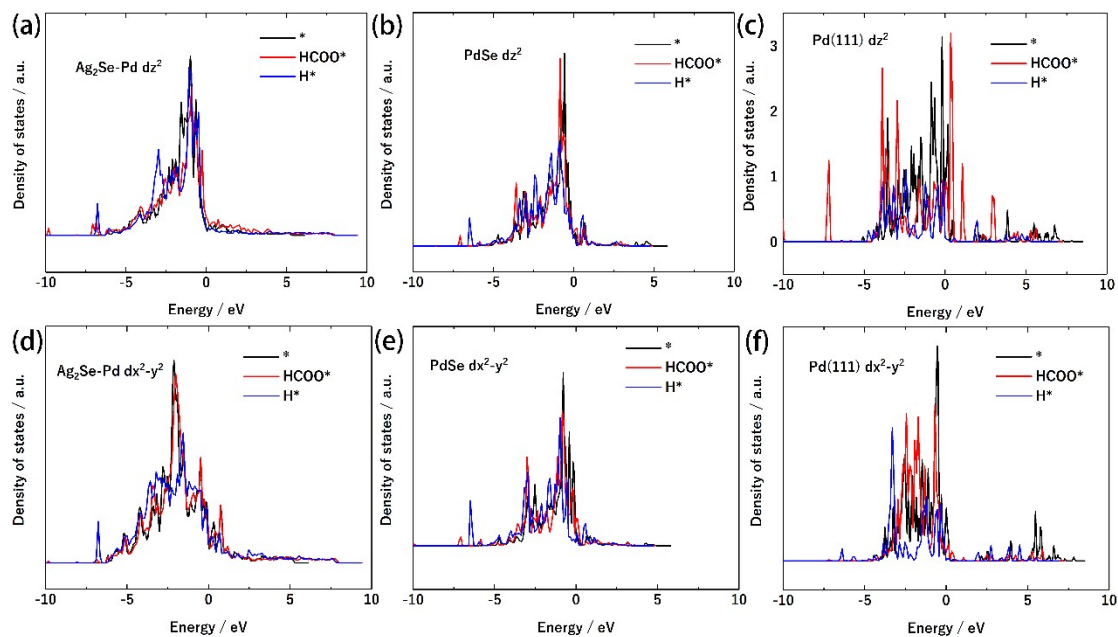 (a)
Ag₂Se-Pd dz²
*
HCOO*
H*
Density of states / a.u.
-10 -5 0 5 10
Energy / eV
(b)
PdSe dz²
*
HCOO*
H*
Density of states / a.u.
-10 -5 0 5 10
Energy / eV
(c)
Pd(111) dz²
*
HCOO*
H*
Density of states / a.u.
3
2
1
0
-10 -5 0 5 10
Energy / eV
(d)
Ag₂Se-Pd dx²-y²
*
HCOO*
H*
Density of states / a.u.
-10 -5 0 5 10
Energy / eV
(e)
PdSe dx²-y²
*
HCOO*
H*
Density of states / a.u.
-10 -5 0 5 10
Energy / eV
(f)
Pd(111) dx²-y²
*
HCOO*
H*
Density of states / a.u.
-10 -5 0 5 10
Energy / eV